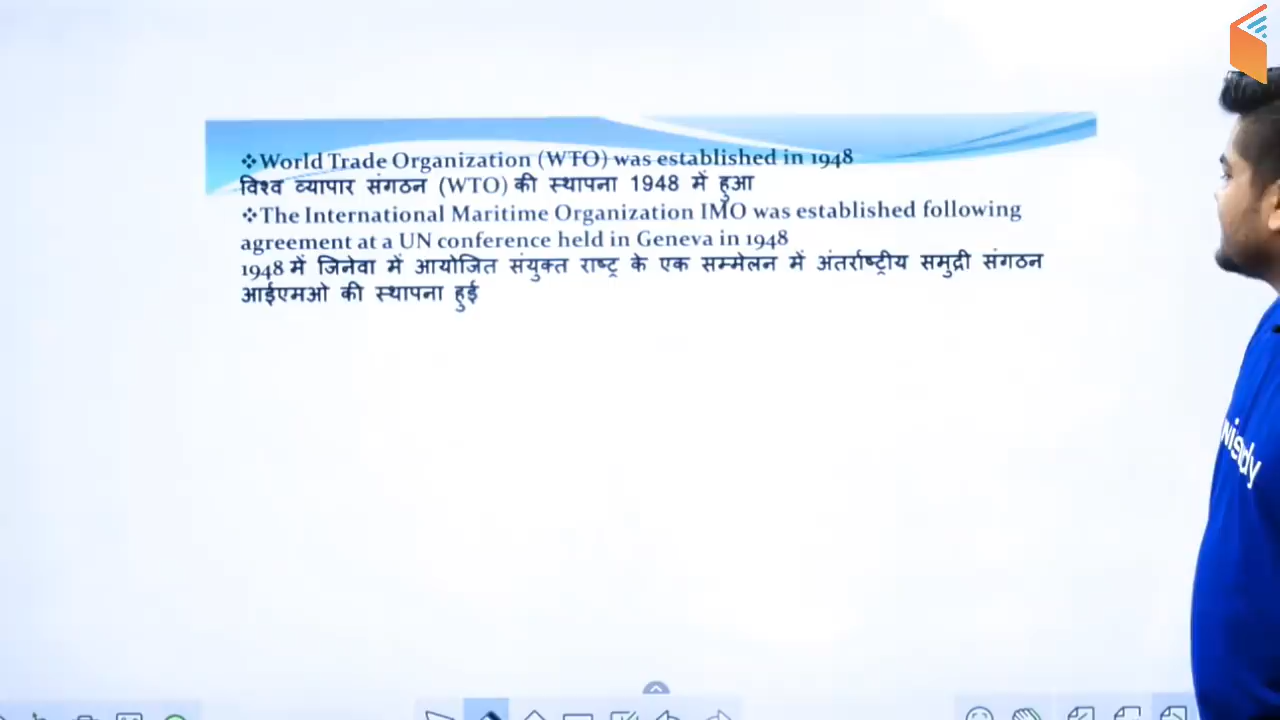 ❖World Trade Organization (WTO) was established in 1948
विश्व व्यापार संगठन (WTO) की स्थापना 1948 में हुआ
❖The International Maritime Organization IMO was established following
agreement at a UN conference held in Geneva in 1948
1948 में जिनेवा में आयोजित संयुक्त राष्ट्र के एक सम्मेलन में अंतर्राष्ट्रीय समुद्री संगठन
आईएमओ की स्थापना हुई